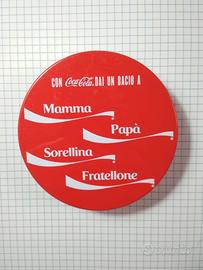 CON Coca-Cola DAI UN BACIO A
Mamma
Papà
Sorellina
Fratellone